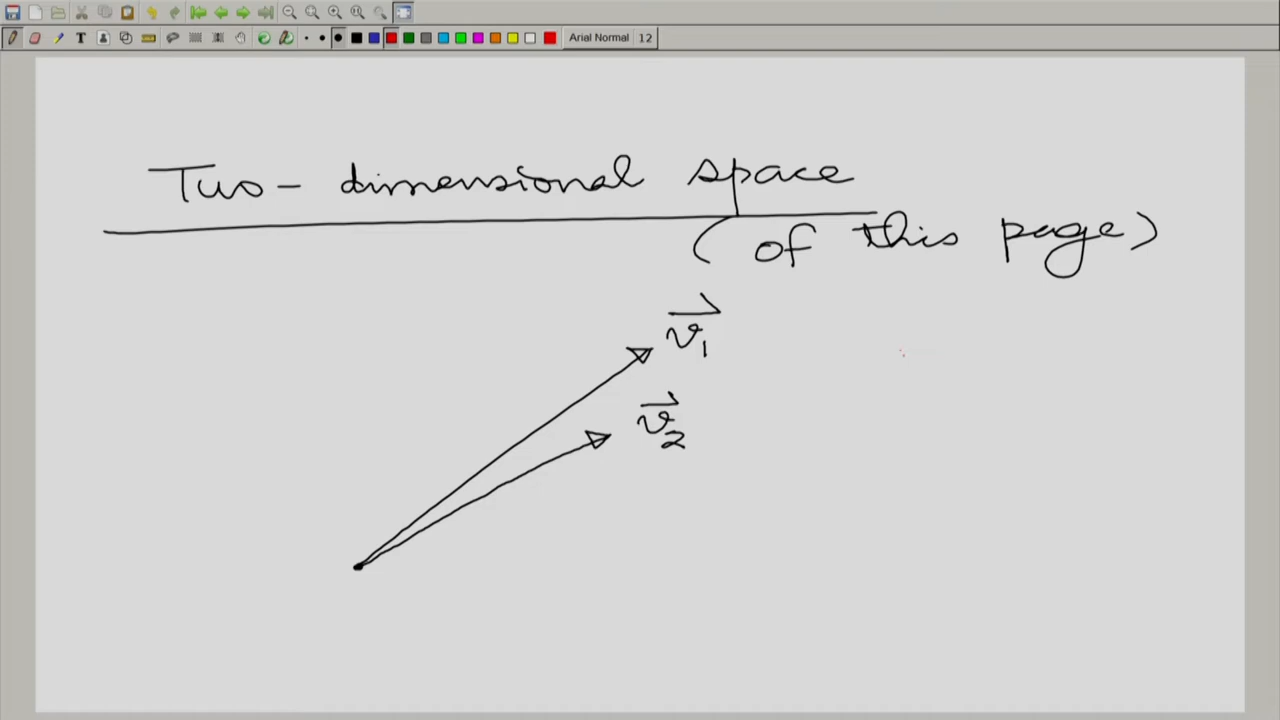 T Arial Normal 12
Two-dimensional space
(of this page)
v₁
v₂